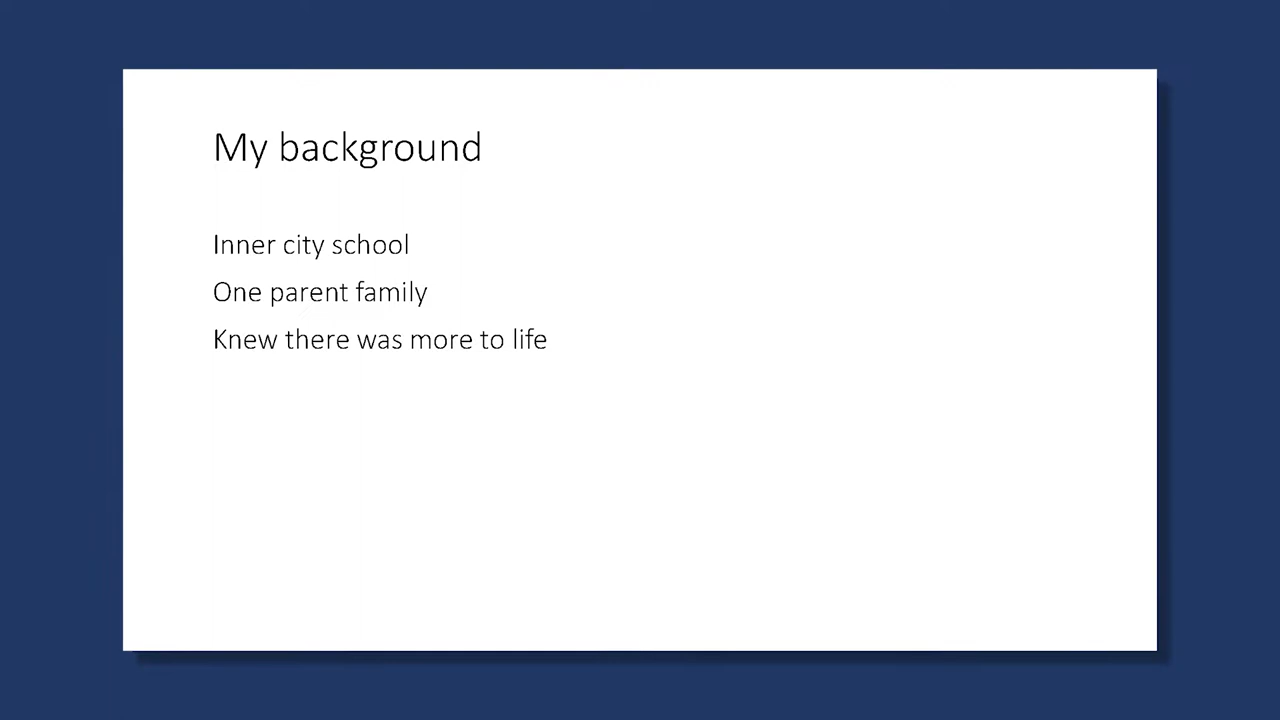 My background
Inner city school
One parent family
Knew there was more to life